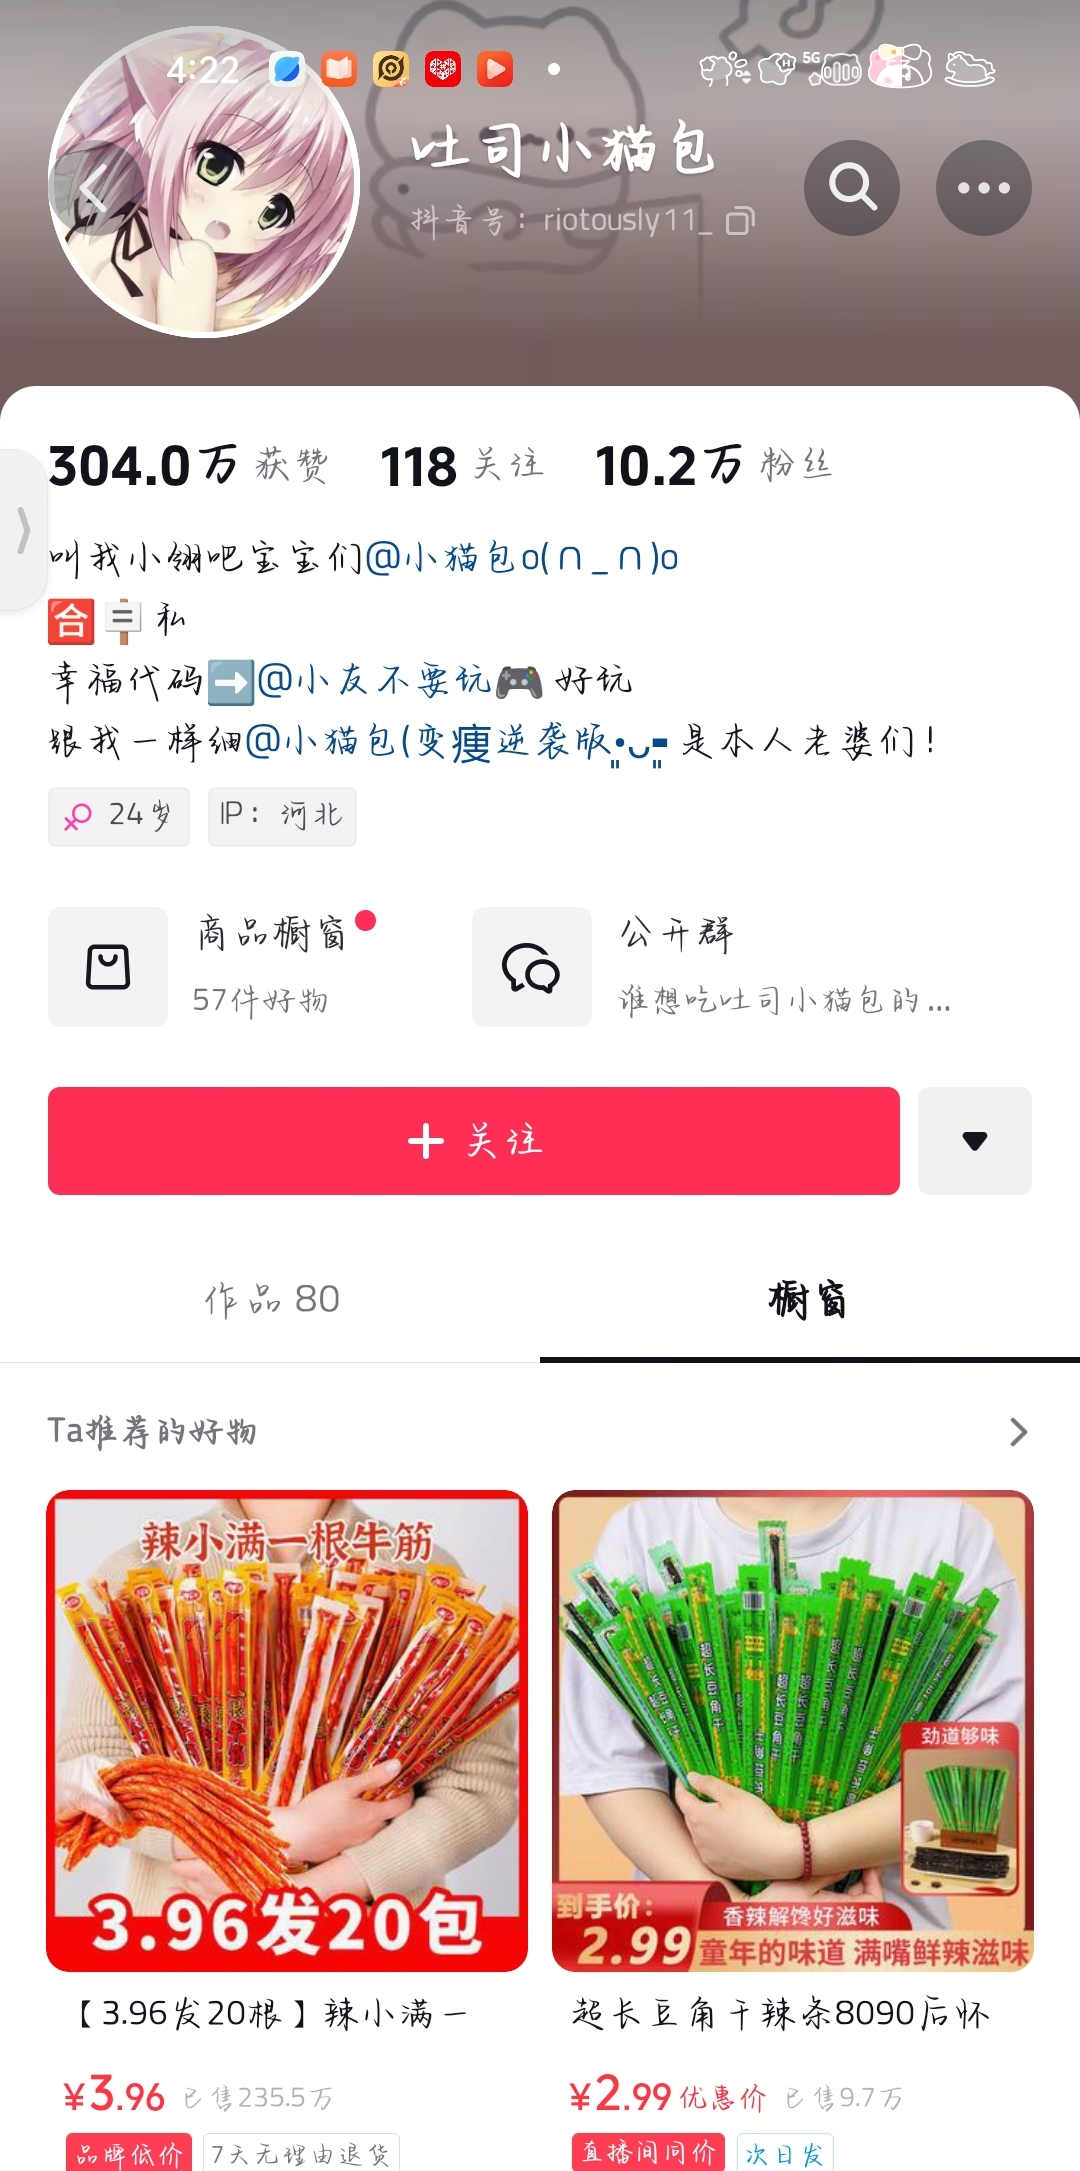 4:22
5G
吐司小猫包
抖音号：riotously11_
304.0万 获赞 118 关注 10.2万 粉丝
叫我小翎吧宝宝们@小猫包o(∩_∩)o
🈴🪧私
幸福代码➡️@小友不要玩🎮 好玩
跟我一样细@小猫包(变瘦逆袭版 是本人老婆们！
24岁 IP：河北
商品橱窗
57件好物
公开群
谁想吃吐司小猫包的...
关注
作品 80
橱窗
Ta推荐的好物
辣小满一根牛筋
3.96发20包
劲道够味
到手价：
2.99
香辣解馋好滋味
童年的味道 满嘴鲜辣滋味
【3.96发20根】辣小满一
¥3.96 已售235.5万
品牌低价 7天无理由退货
超长豆角干辣条8090后怀
¥2.99优惠价 已售9.7万
直播间同价 次日发